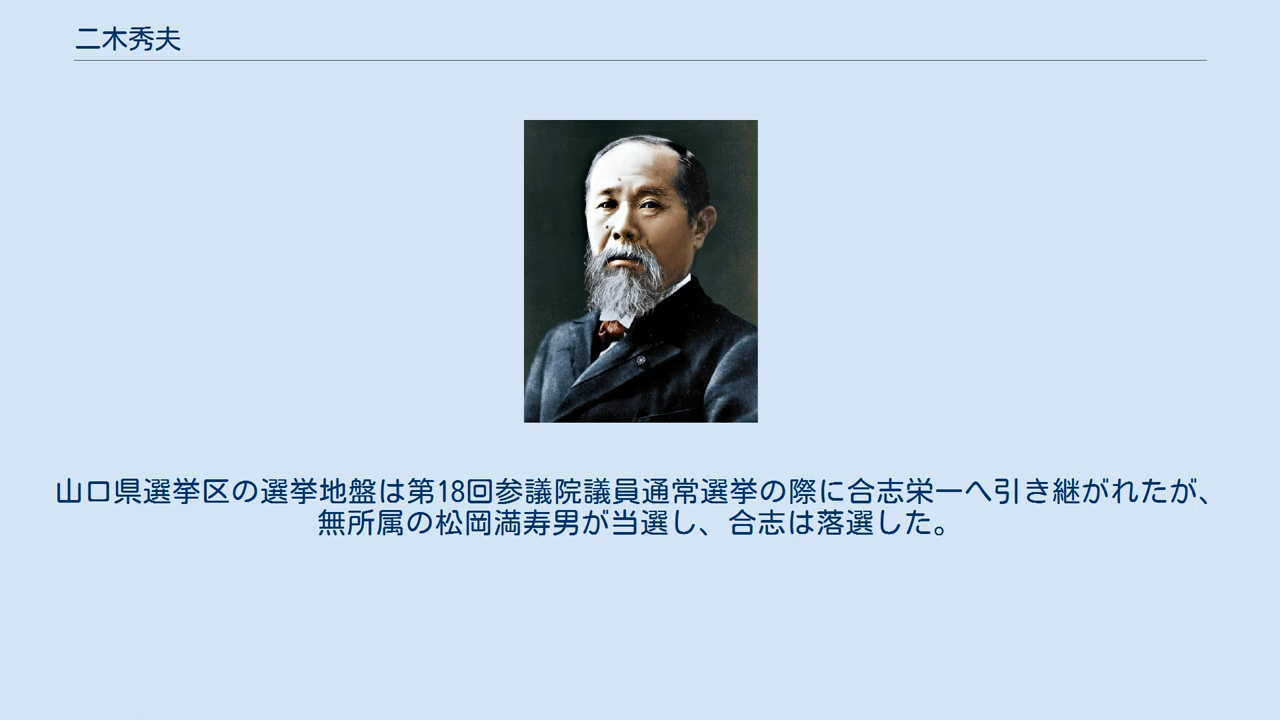 二木秀夫
山口県選挙区の選挙地盤は第18回参議院議員通常選挙の際に合志栄一へ引き継がれたが、
無所属の松岡満寿男が当選し、合志は落選した。